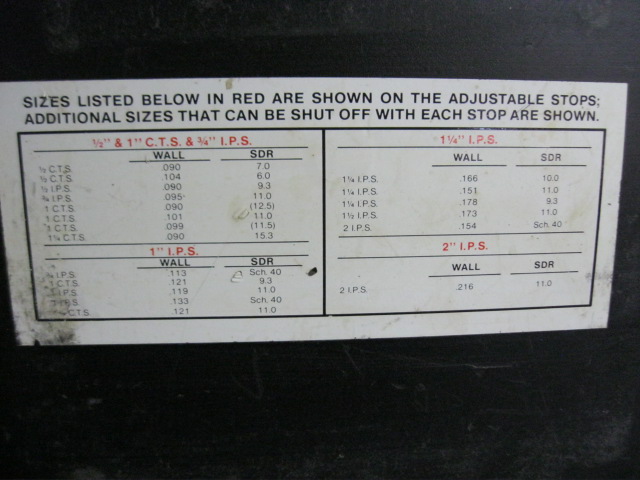 SIZES LISTED BELOW IN RED ARE SHOWN ON THE ADJUSTABLE STOPS;
ADDITIONAL SIZES THAT CAN BE SHUT OFF WITH EACH STOP ARE SHOWN.
½" & 1" C.T.S. & ¾" I.P.S.
WALL SDR
½ C.T.S. .090 7.0
½ C.T.S. .104 6.0
½ I.P.S. .090 9.3
¾ I.P.S. .095 11.0
1 C.T.S. .090 (12.5)
1 C.T.S. .101 11.0
1 C.T.S. .099 (11.5)
1¼ C.T.S. .090 15.3
1" I.P.S.
WALL SDR
I.P.S. .113 Sch. 40
C.T.S. .121 9.3
I.P.S. .119 11.0
.133 Sch. 40
C.T.S. .121 11.0
1¼" I.P.S.
WALL SDR
1¼ I.P.S. .166 10.0
1¼ I.P.S. .151 11.0
1¼ I.P.S. .178 9.3
1½ I.P.S. .173 11.0
2 I.P.S. .154 Sch. 40
2" I.P.S.
WALL SDR
2 I.P.S. .216 11.0